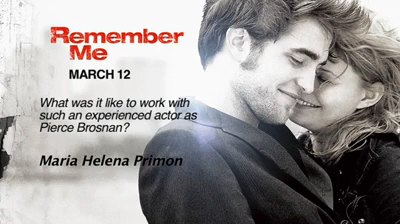 Remember
Me
MARCH 12
What was it like to work with
such an experienced actor as
Pierce Brosnan?
Maria Helena Primon